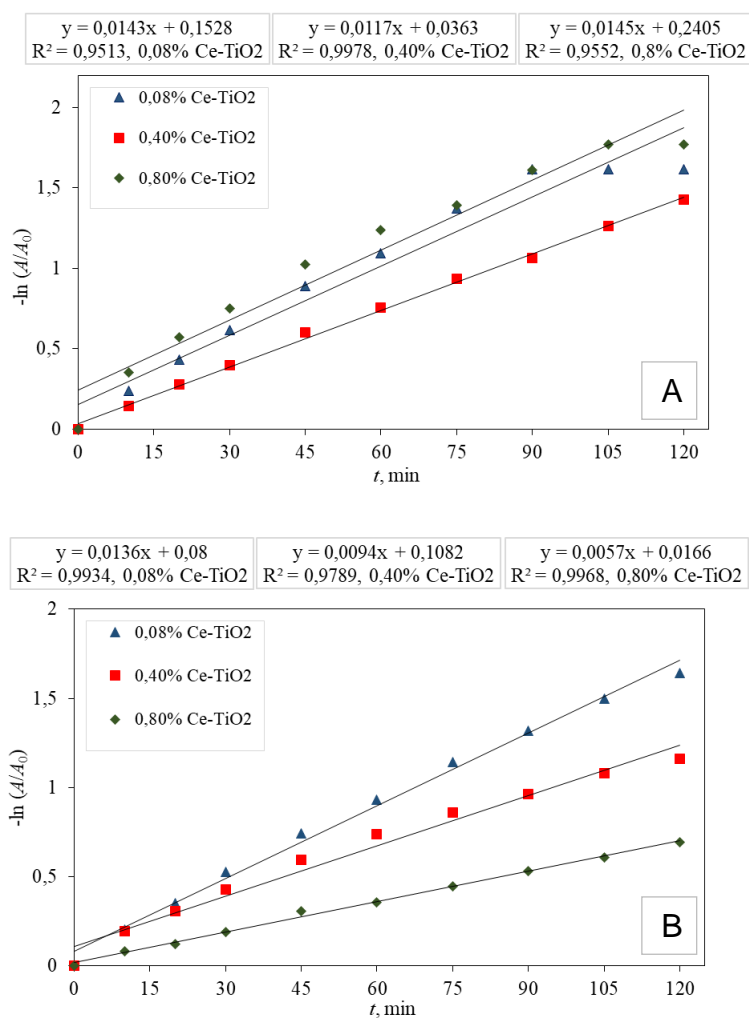 y = 0,0143x + 0,1528
R² = 0,9513, 0,08% Ce-TiO2
y = 0,0117x + 0,0363
R² = 0,9978, 0,40% Ce-TiO2
y = 0,0145x + 0,2405
R² = 0,9552, 0,8% Ce-TiO2
2
1,5
1
0,5
0
-ln (A/A₀)
0,08% Ce-TiO2
0,40% Ce-TiO2
0,80% Ce-TiO2
A
0 15 30 45 60 75 90 105 120
t, min
y = 0,0136x + 0,08
R² = 0,9934, 0,08% Ce-TiO2
y = 0,0094x + 0,1082
R² = 0,9789, 0,40% Ce-TiO2
y = 0,0057x + 0,0166
R² = 0,9968, 0,80% Ce-TiO2
2
1,5
1
0,5
0
-ln (A/A₀)
0,08% Ce-TiO2
0,40% Ce-TiO2
0,80% Ce-TiO2
B
0 15 30 45 60 75 90 105 120
t, min